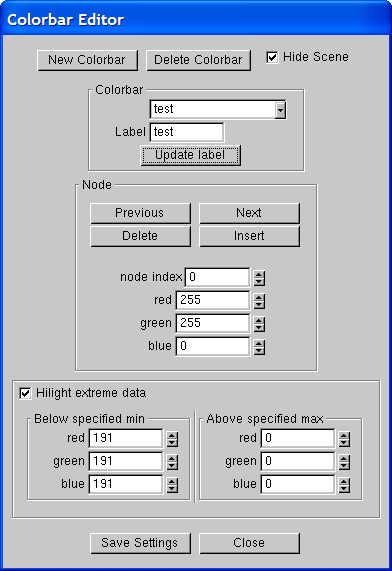 Colorbar Editor
New Colorbar Delete Colorbar Hide Scene
Colorbar
test
Label test
Update label
Node
Previous Next
Delete Insert
node index 0
red 255
green 255
blue 0
Hilight extreme data
Below specified min Above specified max
red 191 red 0
green 191 green 0
blue 191 blue 0
Save Settings Close